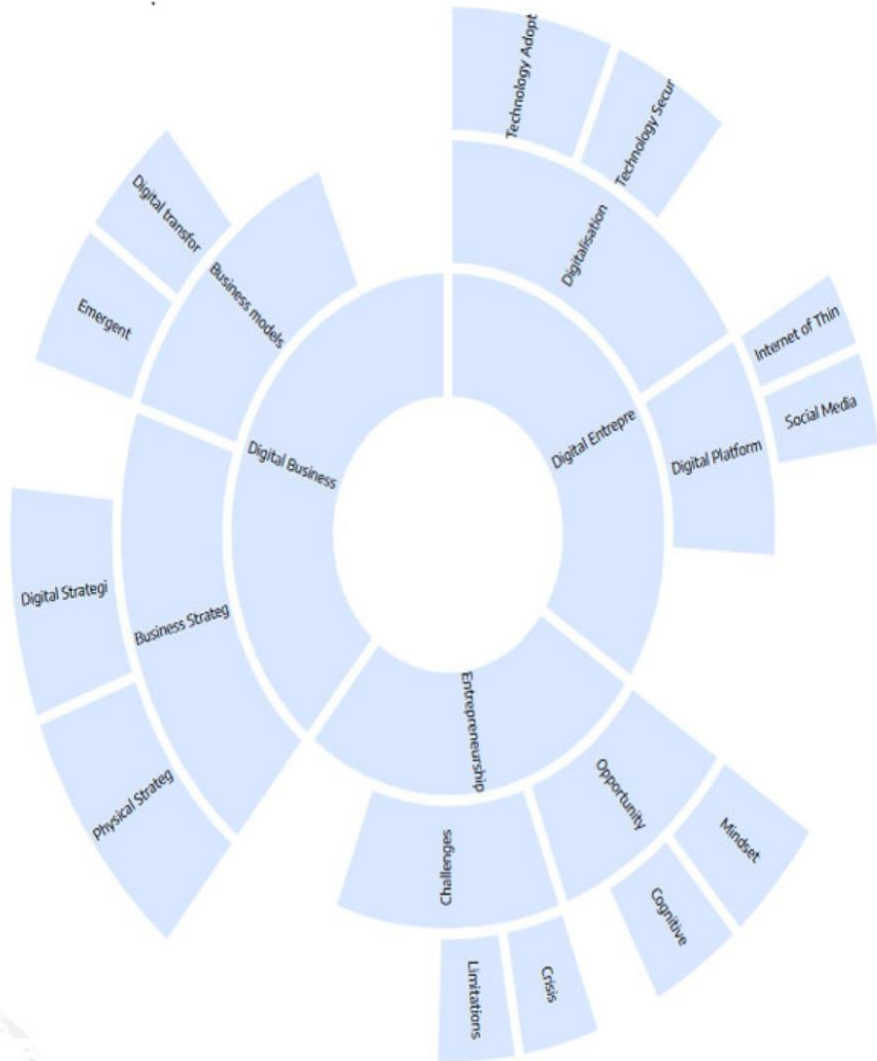 Technology Adopt
Technology Secur
Digitalisation
Internet of Thin
Social Media
Digital Platform
Digital Entrepre
Digital transfor
Emergent
Business models
Digital Business
Digital Strategi
Business Strateg
Physical Strateg
Entrepreneurship
Opportunity
Mindset
Cognitive
Challenges
Crisis
Limitations